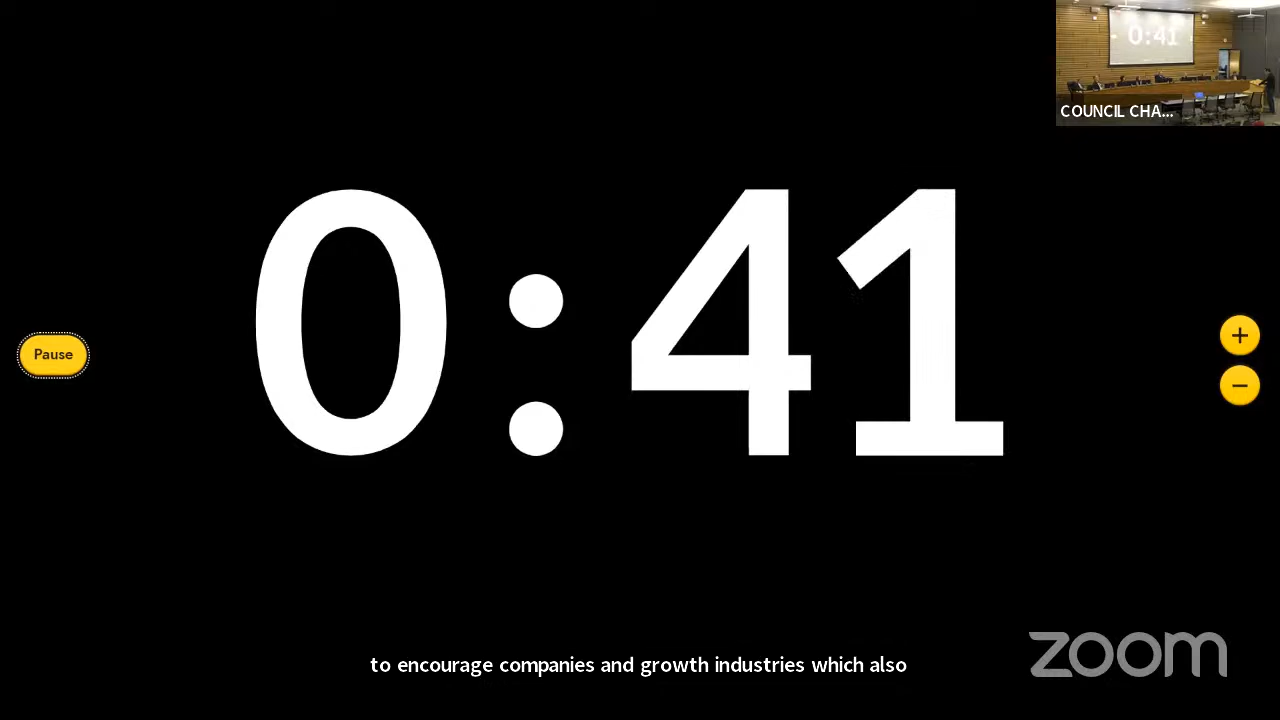 0:41
COUNCIL CHA...
0:41
Pause
+
−
to encourage companies and growth industries which also
zoom